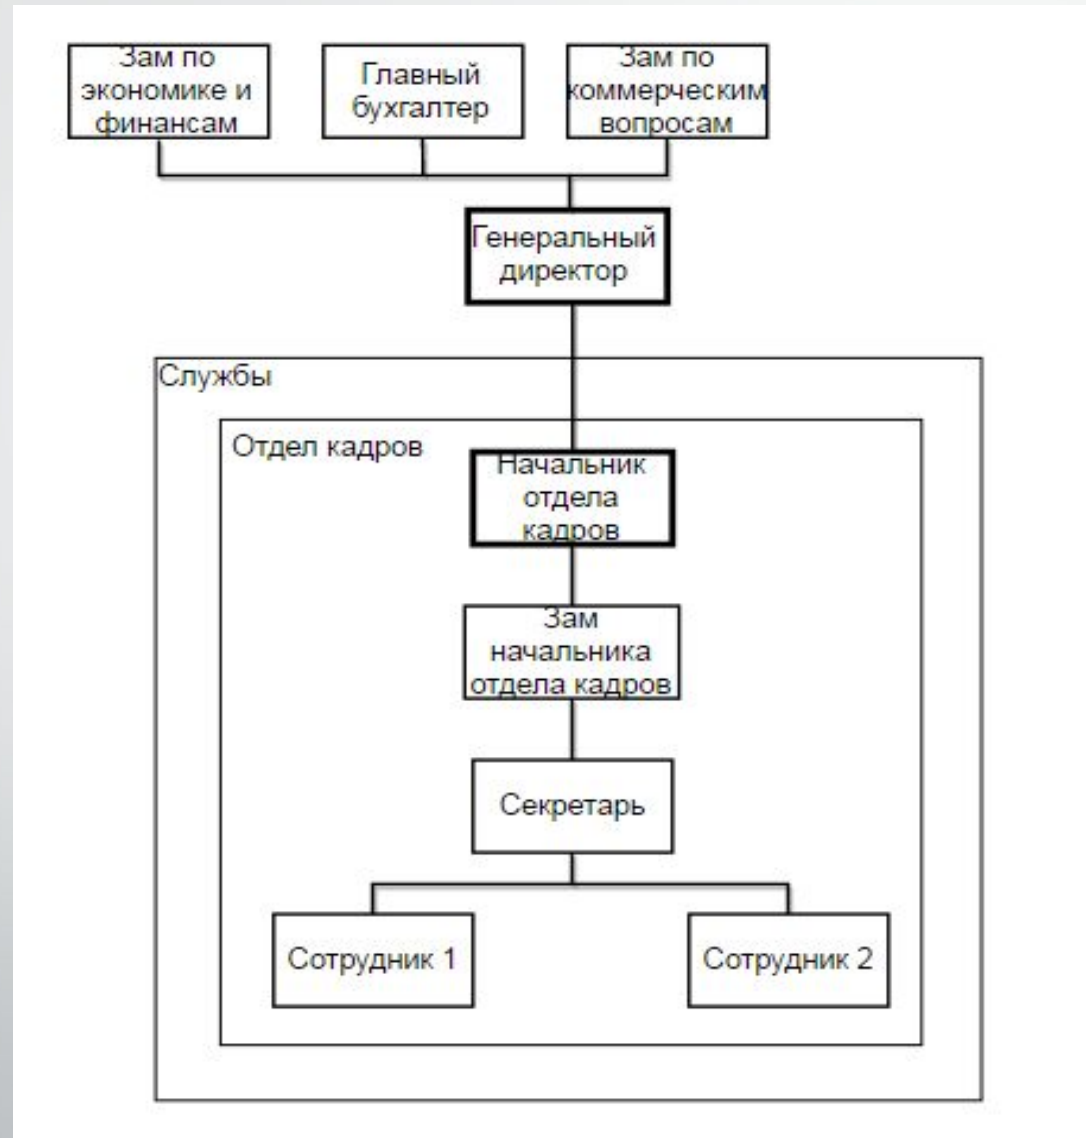 Зам по
экономике и
финансам
Главный
бухгалтер
Зам по
коммерческим
вопросам
Генеральный
директор
Службы
Отдел кадров
Начальник
отдела
кадров
Зам
начальника
отдела кадров
Секретарь
Сотрудник 1
Сотрудник 2